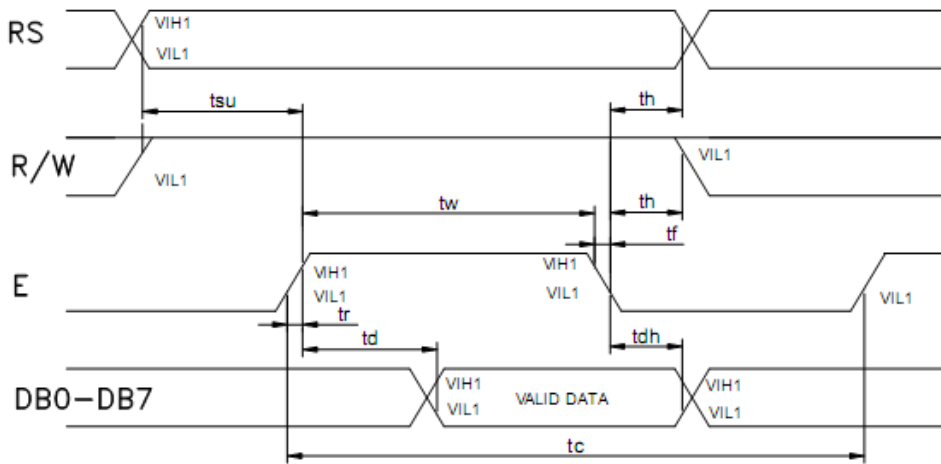 RS
VIH1
VIL1
tsu
th
R/W
VIL1
VIL1
tw
th
tf
E
VIH1
VIL1
VIH1
VIL1
VIL1
tr
td
tdh
DB0-DB7
VIH1
VIL1
VALID DATA
VIH1
VIL1
tc